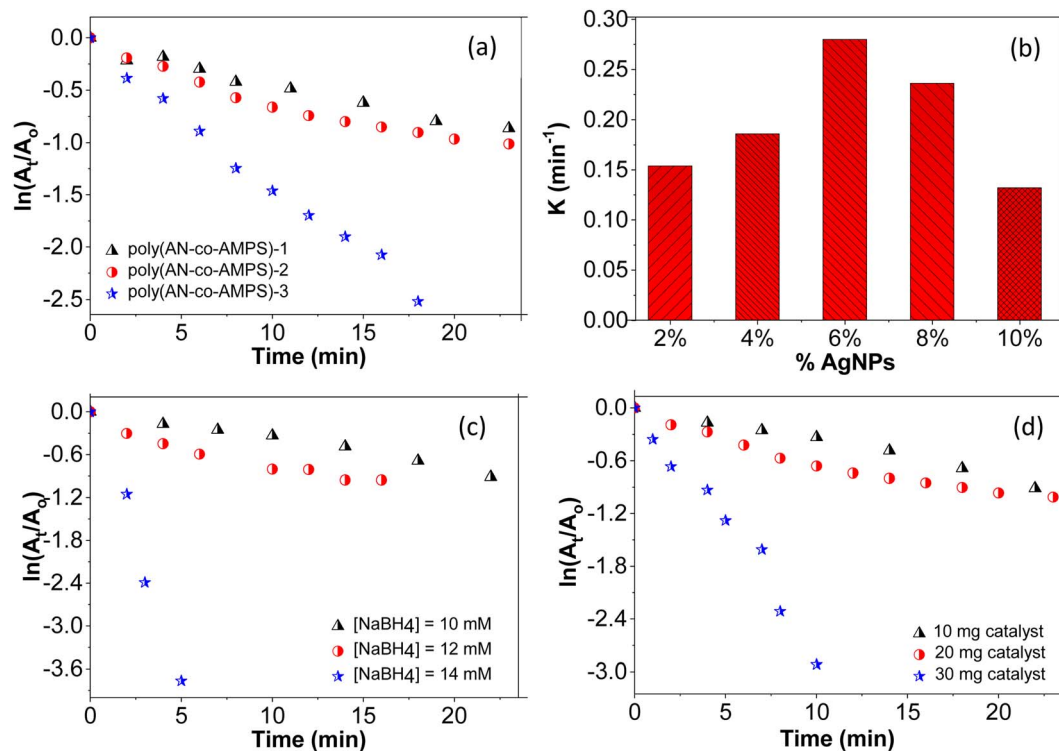 (a)
ln(At/Ao)
0.0
-0.5
-1.0
-1.5
-2.0
-2.5
poly(AN-co-AMPS)-1
poly(AN-co-AMPS)-2
poly(AN-co-AMPS)-3
0 5 10 15 20
Time (min)
(b)
K (min-1)
0.30
0.25
0.20
0.15
0.10
0.05
0.00
2% 4% 6% 8% 10%
% AgNPs
(c)
ln(At/Ao)
0.0
-0.6
-1.2
-1.8
-2.4
-3.0
-3.6
[NaBH4] = 10 mM
[NaBH4] = 12 mM
[NaBH4] = 14 mM
0 5 10 15 20
Time (min)
(d)
ln(At/Ao)
0.0
-0.6
-1.2
-1.8
-2.4
-3.0
10 mg catalyst
20 mg catalyst
30 mg catalyst
0 5 10 15 20
Time (min)